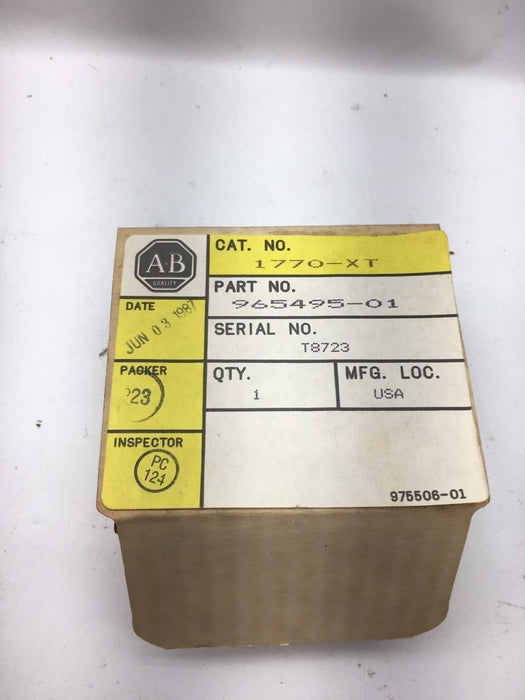 A-B
QUALITY
CAT. NO.
1770-XT
PART NO.
965495-01
DATE
JUN 03 1987
SERIAL NO.
T8723
PACKER
223
QTY.
1
MFG. LOC.
USA
INSPECTOR
PC
124
975506-01